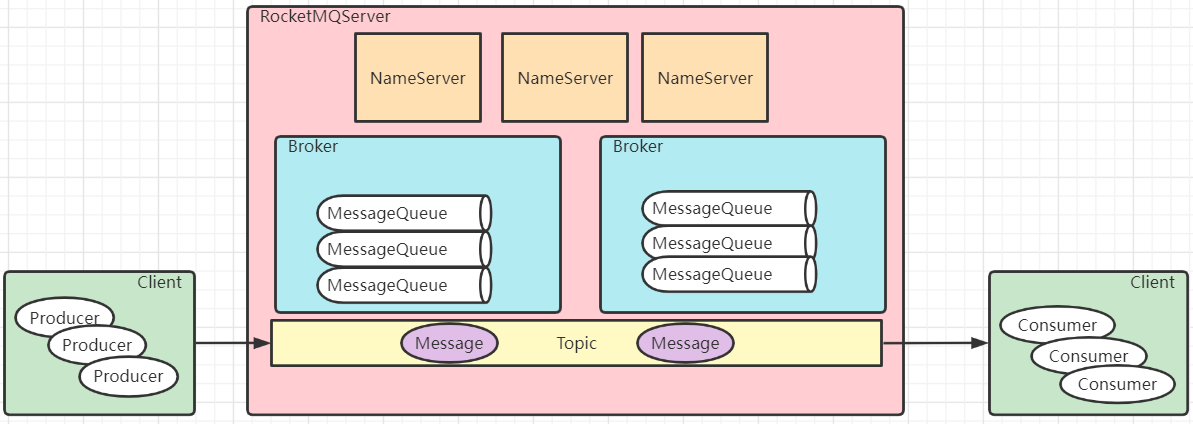 RocketMQServer
NameServer
NameServer
NameServer
Broker
MessageQueue
MessageQueue
MessageQueue
Broker
MessageQueue
MessageQueue
MessageQueue
Client
Producer
Producer
Producer
Message
Topic
Message
Client
Consumer
Consumer
Consumer